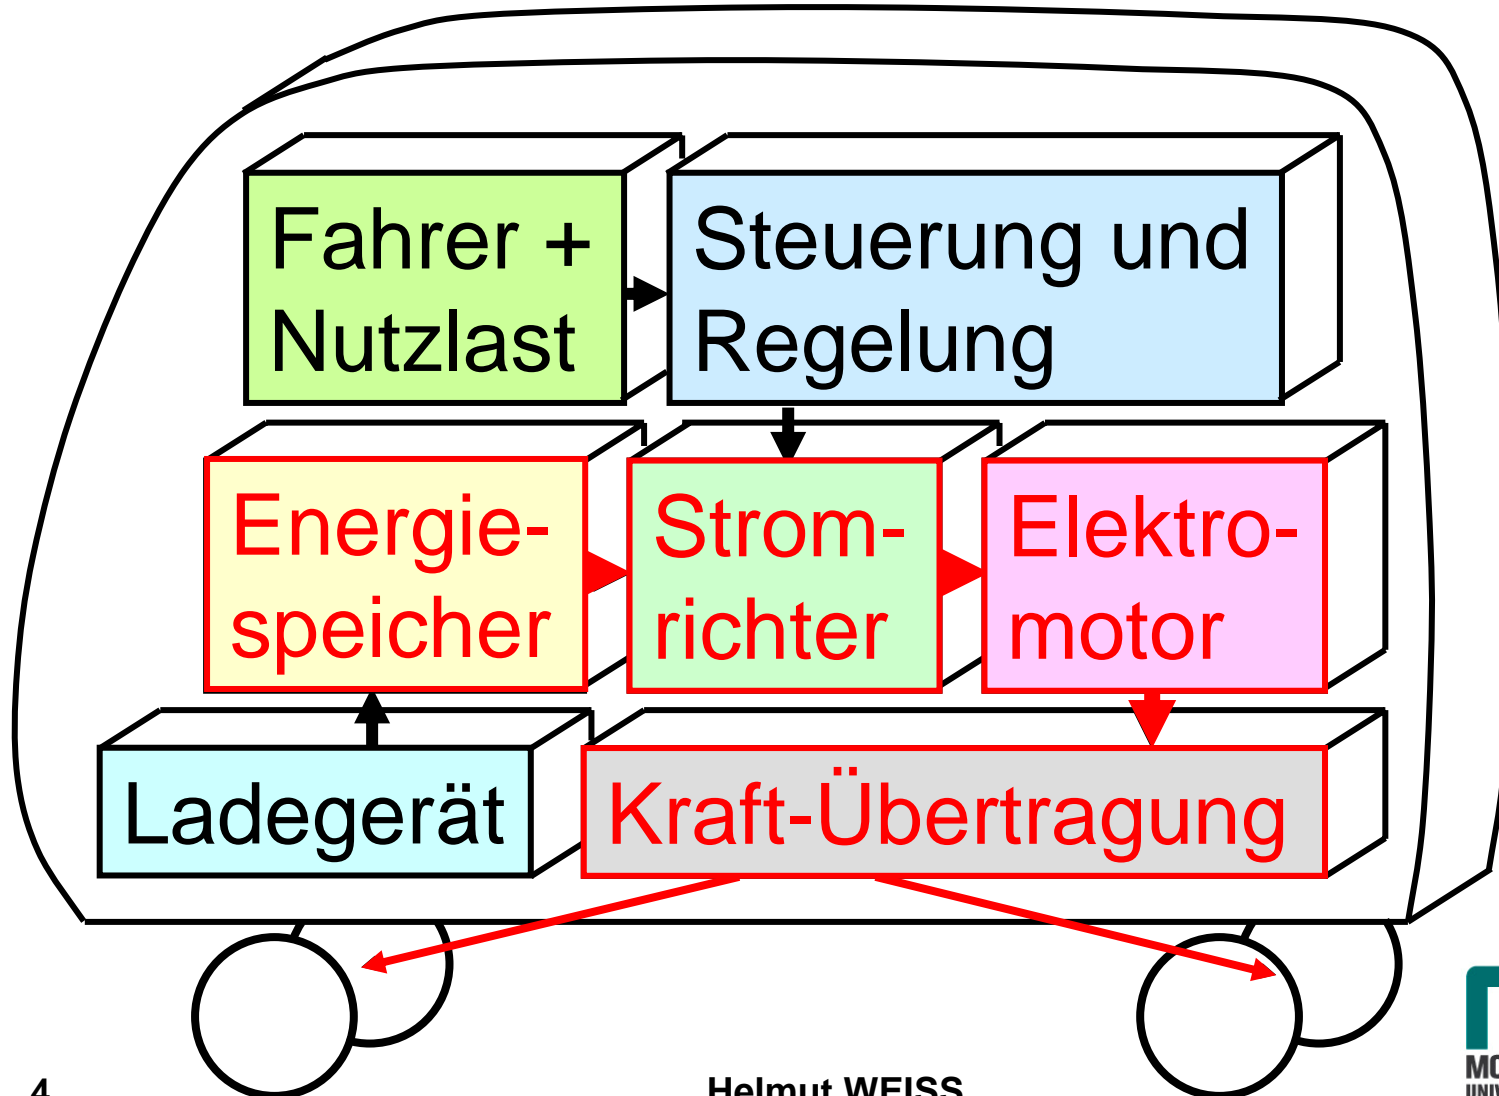 Fahrer +
Nutzlast
Steuerung und
Regelung
Energie-
speicher
Strom-
richter
Elektro-
motor
Ladegerät
Kraft-Übertragung
4
Helmut WEISS